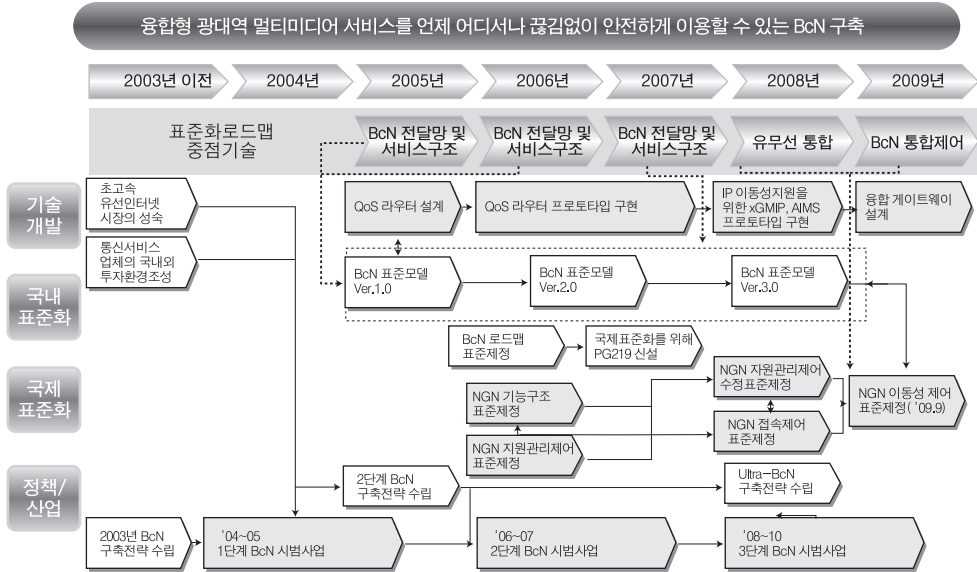 융합형 광대역 멀티미디어 서비스를 언제 어디서나 끊김없이 안전하게 이용할 수 있는 BcN 구축
2003년 이전
2004년
2005년
2006년
2007년
2008년
2009년
표준화로드맵
중점기술
BcN 전달망 및
서비스구조
BcN 전달망 및
서비스구조
BcN 전달망 및
서비스구조
유무선 통합
BcN 통합제어
기술
개발
초고속
유선인터넷
시장의 성숙
QoS 라우터 설계
QoS 라우터 프로토타입 구현
IP 이동성지원을
위한 xGMIP, AIMS
프로토타입 구현
융합 게이트웨이
설계
통신서비스
업체의 국내외
투자환경조성
국내
표준화
BcN 표준모델
Ver.1.0
BcN 표준모델
Ver.2.0
BcN 표준모델
Ver.3.0
BcN 로드맵
표준제정
국제표준화를 위해
PG219 신설
국제
표준화
NGN 기능구조
표준제정
NGN 자원관리제어
수정표준제정
NGN 이동성 제어
표준제정( '09.9)
NGN 지원관리제어
표준제정
NGN 접속제어
표준제정
정책/
산업
2단계 BcN
구축전략 수립
Ultra-BcN
구축전략 수립
2003년 BcN
구축전략 수립
'04~05
1단계 BcN 시범사업
'06~07
2단계 BcN 시범사업
'08~10
3단계 BcN 시범사업